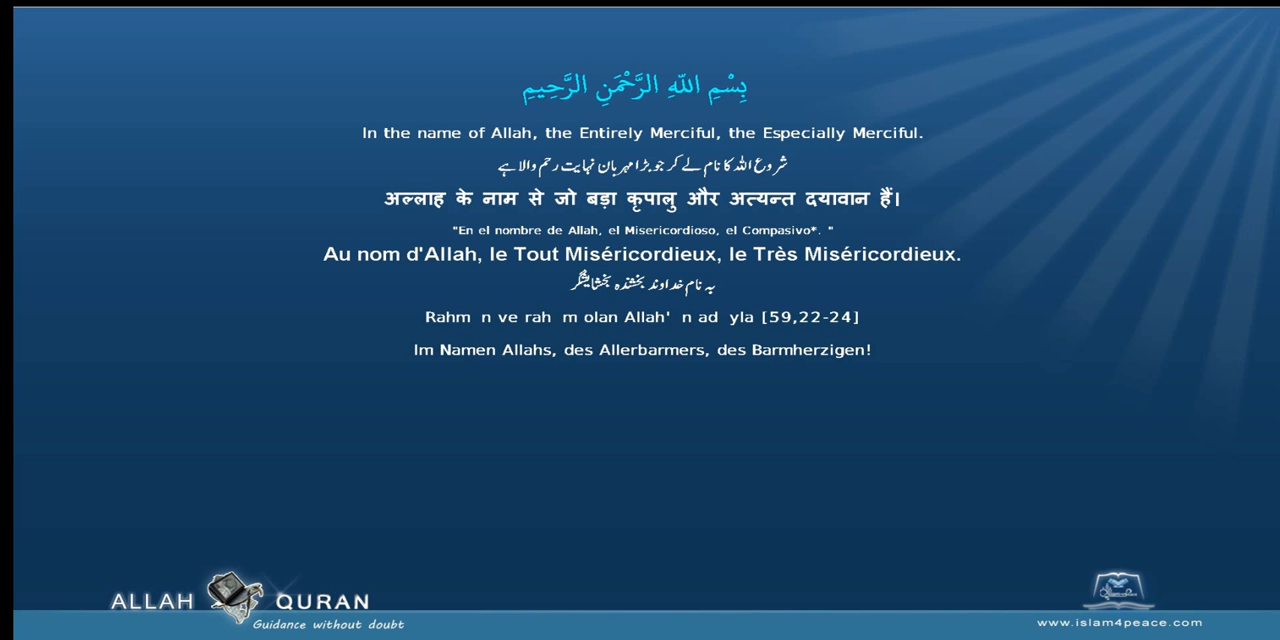 بِسْمِ اللّهِ الرَّحْمَنِ الرَّحِيمِ
In the name of Allah, the Entirely Merciful, the Especially Merciful.
شروع الله کا نام لے کر جو بڑا مہربان نہایت رحم والا ہے
अल्लाह के नाम से जो बड़ा कृपालु और अत्यन्त दयावान हैं।
"En el nombre de Allah, el Misericordioso, el Compasivo*. "
Au nom d'Allah, le Tout Miséricordieux, le Très Miséricordieux.
به نام خداوند بخشنده بخشایشگر
Rahm n ve rah m olan Allah' n ad yla [59,22-24]
Im Namen Allahs, des Allerbarmers, des Barmherzigen!
ALLAH QURAN
Guidance without doubt
www.islam4peace.com